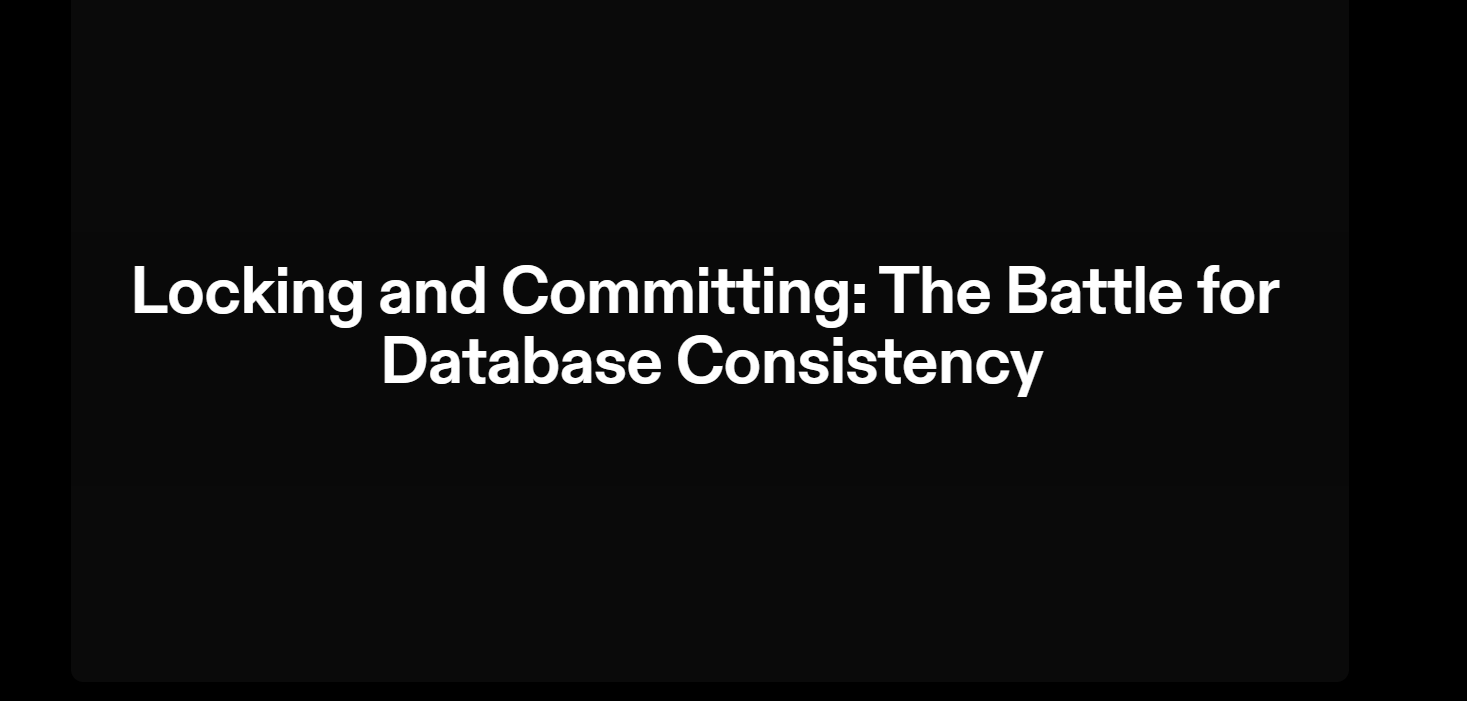 Locking and Committing: The Battle for
Database Consistency